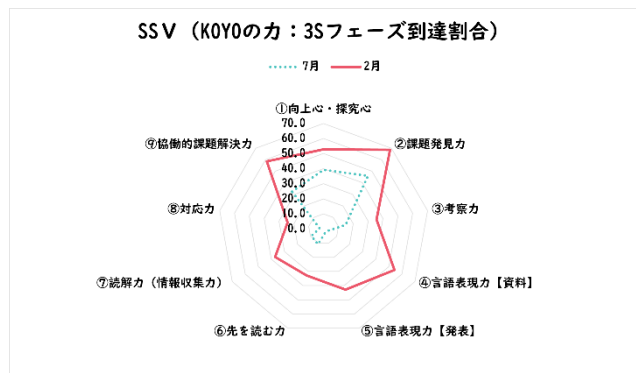 SSⅤ（KOYOの力：3Sフェーズ到達割合）
7月
2月
①向上心・探究心
②課題発見力
③考察力
④言語表現力【資料】
⑤言語表現力【発表】
⑥先を読む力
⑦読解力（情報収集力）
⑧対応力
⑨協働的課題解決力
70.0
60.0
50.0
40.0
30.0
20.0
10.0
0.0